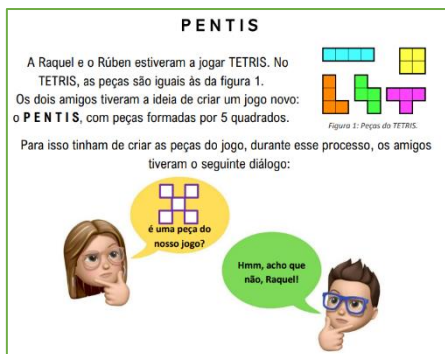 PENTIS
A Raquel e o Rúben estiveram a jogar TETRIS. No
TETRIS, as peças são iguais às da figura 1.
Os dois amigos tiveram a ideia de criar um jogo novo:
o PENTIS, com peças formadas por 5 quadrados.
Figura 1: Peças do TETRIS.
Para isso tinham de criar as peças do jogo, durante esse processo, os amigos
tiveram o seguinte diálogo:
é uma peça do
nosso jogo?
Hmm, acho que
não, Raquel!